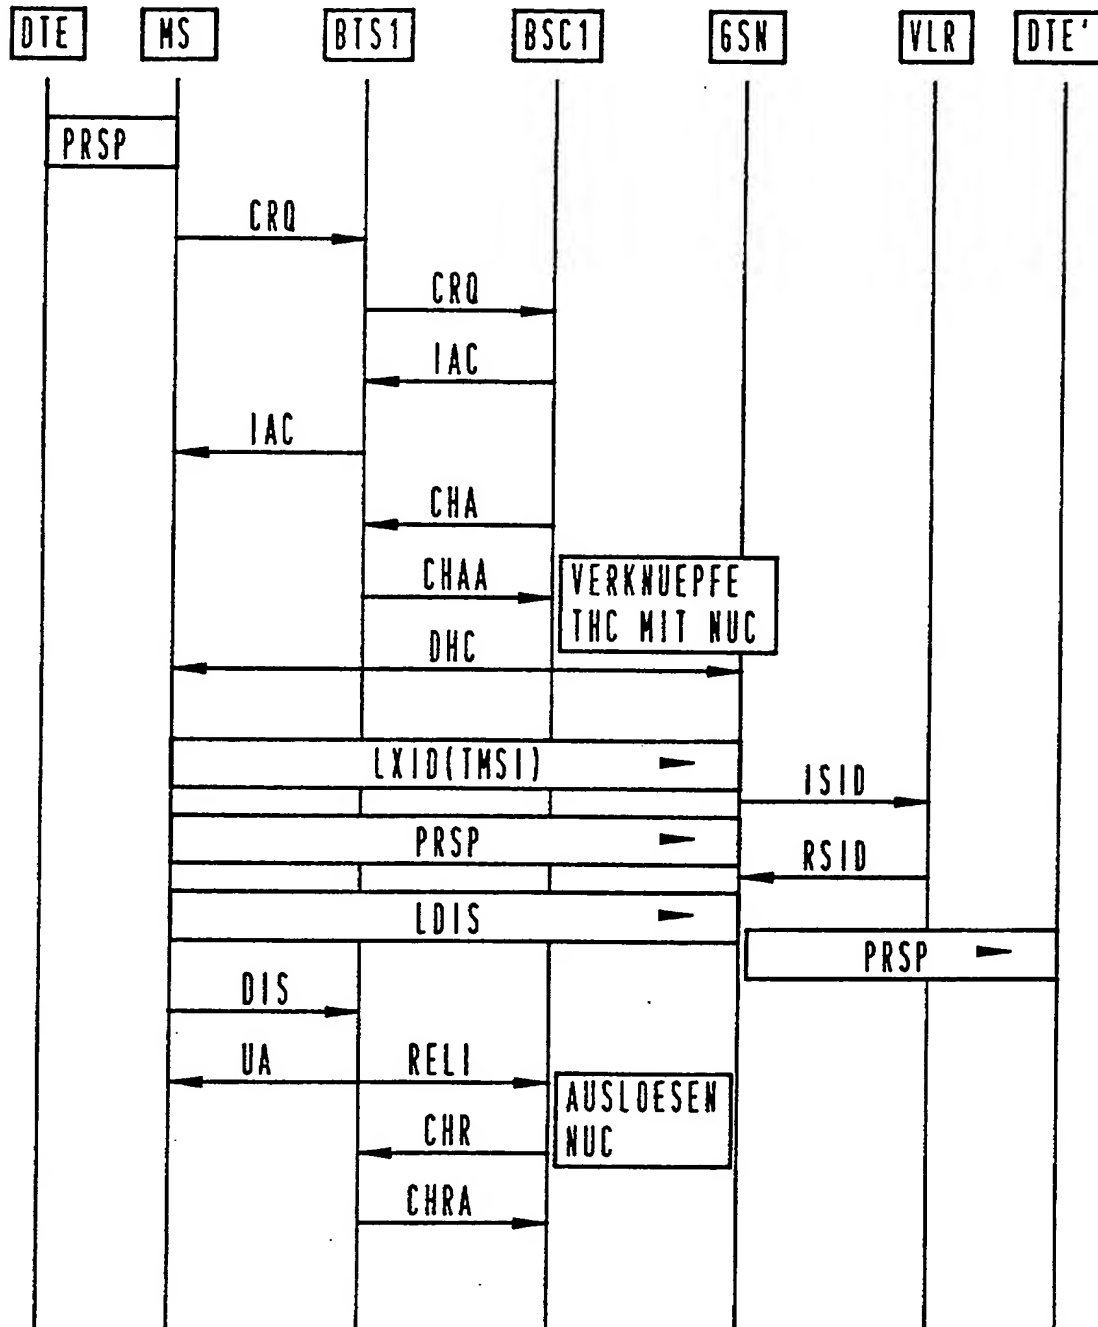 DTE MS BTS1 BSC1 GSN VLR DTE'
PRSP
CRQ
CRQ
IAC
IAC
CHA
CHAA
VERKNUEPFE
THC MIT NUC
DHC
LXID(TMSI)
ISID
PRSP
RSID
LDIS
PRSP
DIS
UA RELI
AUSLOESEN
NUC
CHR
CHRA